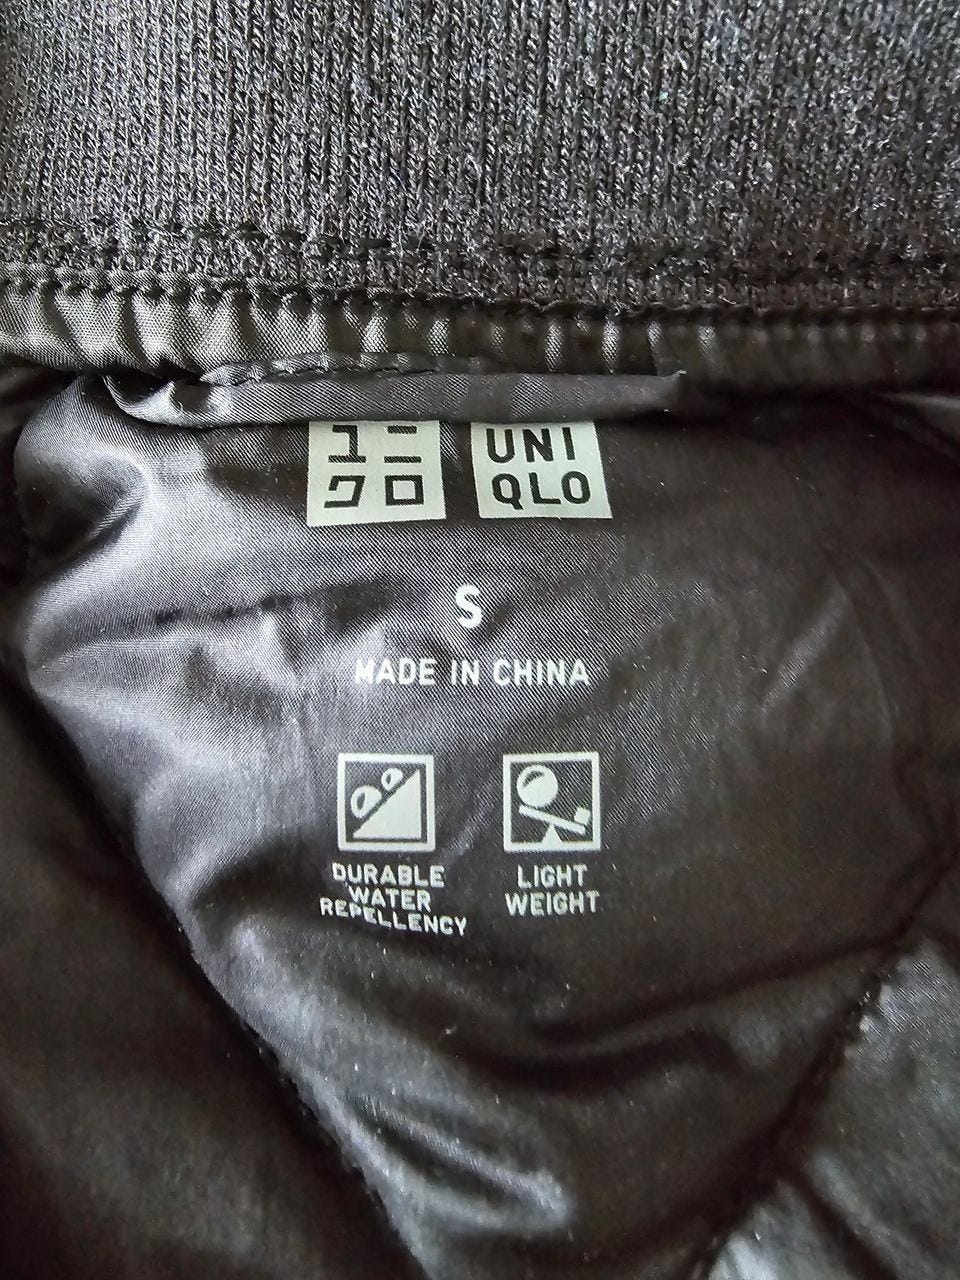 ユニ
クロ
UNI
QLO
S
MADE IN CHINA
DURABLE
WATER
REPELLENCY
LIGHT
WEIGHT